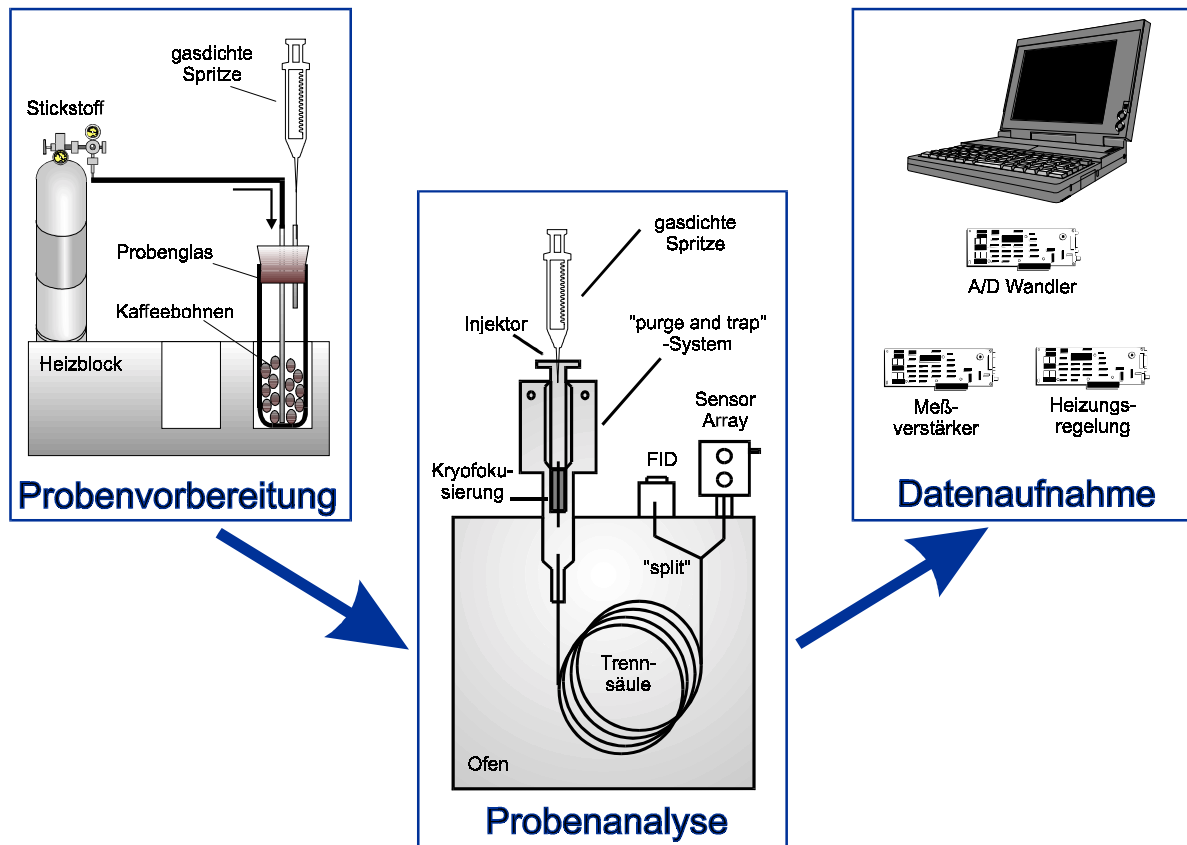 gasdichte
Spritze
Stickstoff
Probenglas
Kaffeebohnen
Heizblock
Probenvorbereitung
gasdichte
Spritze
Injektor
"purge and trap"
-System
Sensor
Array
FID
Kryofoku-
sierung
"split"
Trenn-
säule
Ofen
Probenanalyse
A/D Wandler
Meß-
verstärker
Heizungs-
regelung
Datenaufnahme